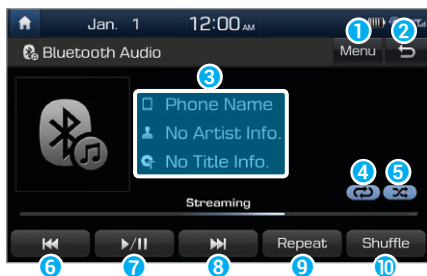 Jan. 1 12:00 AM
1 2
Bluetooth Audio Menu
3
Phone Name
No Artist Info.
No Title Info.
4 5
Streaming
Repeat Shuffle
6 7 8 9 10